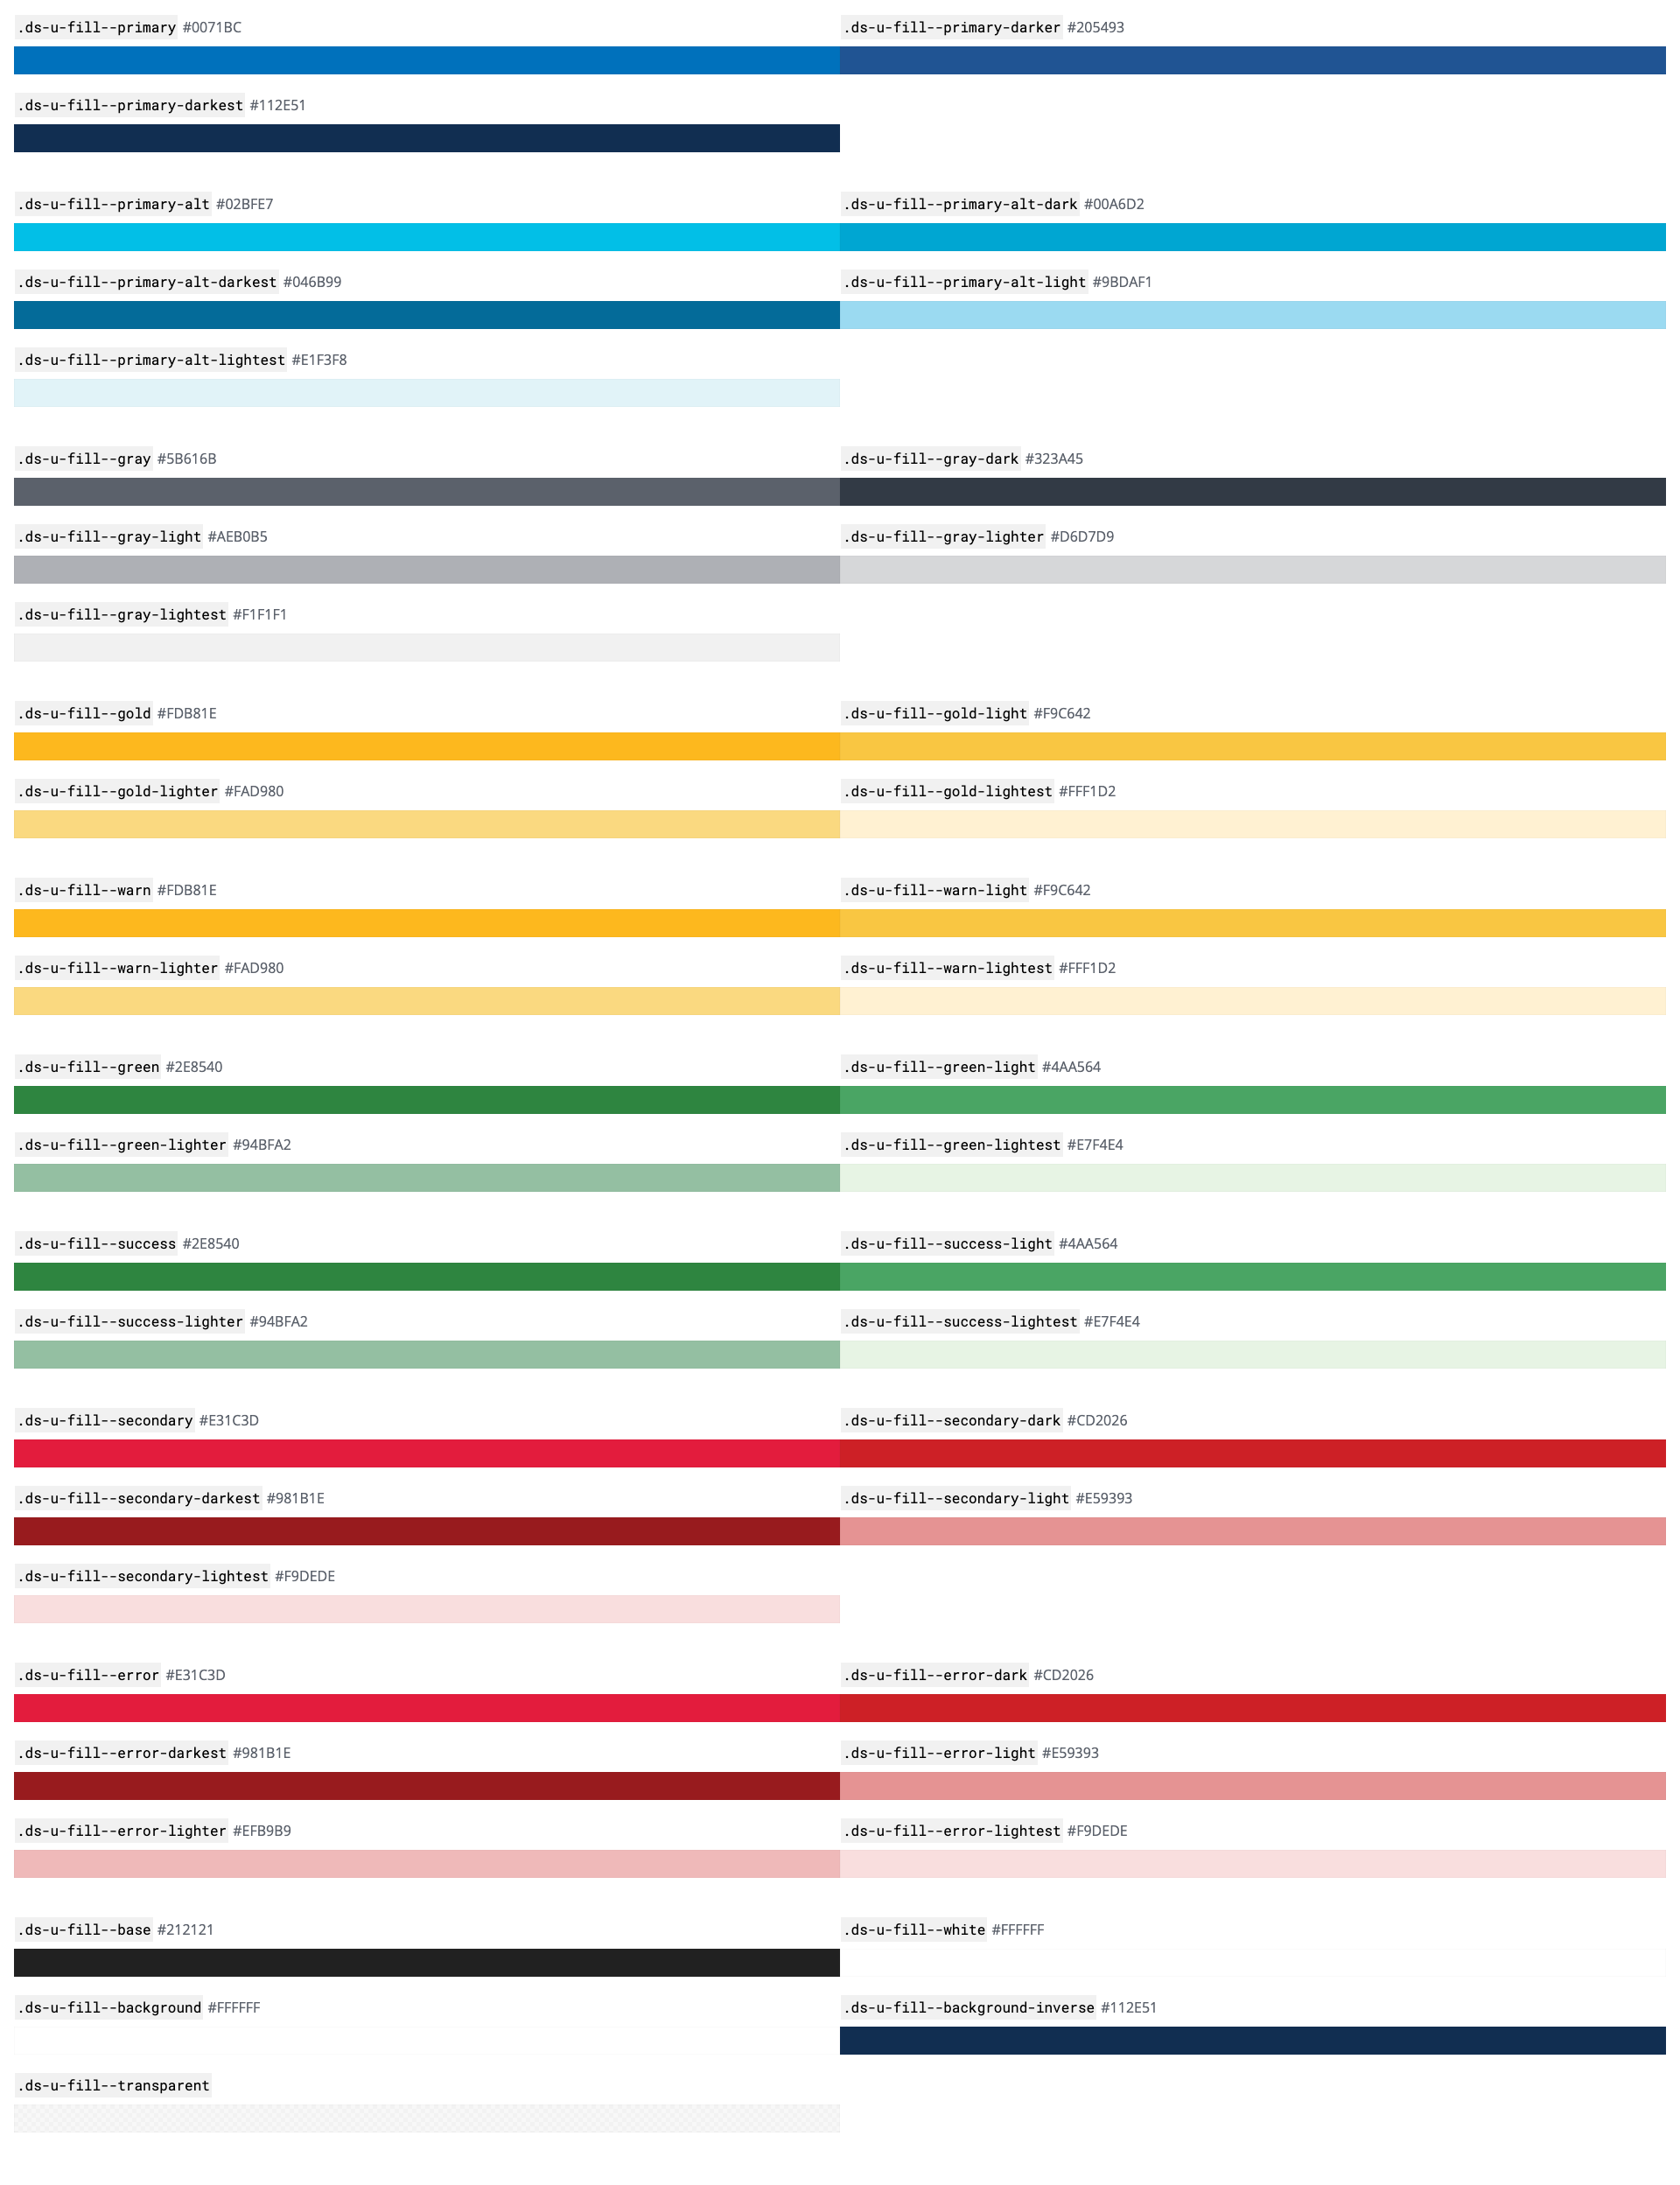 .ds-u-fill--primary #0071BC
.ds-u-fill--primary-darker #205493
.ds-u-fill--primary-darkest #112E51
.ds-u-fill--primary-alt #02BFE7
.ds-u-fill--primary-alt-dark #00A6D2
.ds-u-fill--primary-alt-darkest #046B99
.ds-u-fill--primary-alt-light #9BDAF1
.ds-u-fill--primary-alt-lightest #E1F3F8
.ds-u-fill--gray #5B616B
.ds-u-fill--gray-dark #323A45
.ds-u-fill--gray-light #AEB0B5
.ds-u-fill--gray-lighter #D6D7D9
.ds-u-fill--gray-lightest #F1F1F1
.ds-u-fill--gold #FDB81E
.ds-u-fill--gold-light #F9C642
.ds-u-fill--gold-lighter #FAD980
.ds-u-fill--gold-lightest #FFF1D2
.ds-u-fill--warn #FDB81E
.ds-u-fill--warn-light #F9C642
.ds-u-fill--warn-lighter #FAD980
.ds-u-fill--warn-lightest #FFF1D2
.ds-u-fill--green #2E8540
.ds-u-fill--green-light #4AA564
.ds-u-fill--green-lighter #94BFA2
.ds-u-fill--green-lightest #E7F4E4
.ds-u-fill--success #2E8540
.ds-u-fill--success-light #4AA564
.ds-u-fill--success-lighter #94BFA2
.ds-u-fill--success-lightest #E7F4E4
.ds-u-fill--secondary #E31C3D
.ds-u-fill--secondary-dark #CD2026
.ds-u-fill--secondary-darkest #981B1E
.ds-u-fill--secondary-light #E59393
.ds-u-fill--secondary-lightest #F9DEDE
.ds-u-fill--error #E31C3D
.ds-u-fill--error-dark #CD2026
.ds-u-fill--error-darkest #981B1E
.ds-u-fill--error-light #E59393
.ds-u-fill--error-lighter #EFB9B9
.ds-u-fill--error-lightest #F9DEDE
.ds-u-fill--base #212121
.ds-u-fill--white #FFFFFF
.ds-u-fill--background #FFFFFF
.ds-u-fill--background-inverse #112E51
.ds-u-fill--transparent